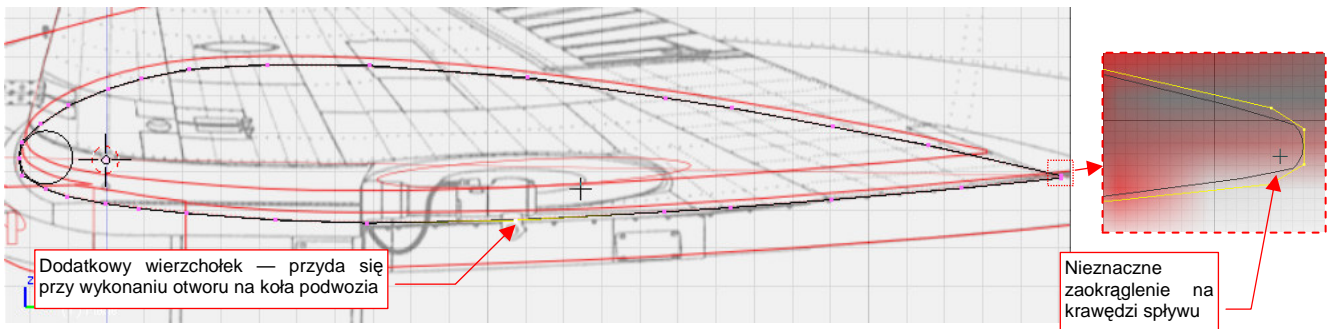 Dodatkowy wierzchołek — przyda się
przy wykonaniu otworu na koła podwozia
Nieznaczne
zaokrąglenie na
krawędzi spływu
z